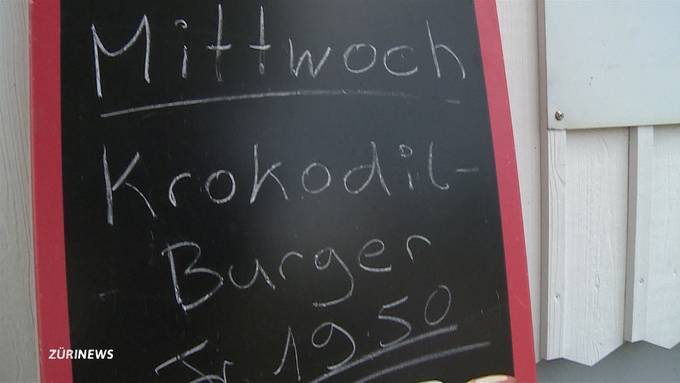 Mittwoch
Krokodil-
Burger
Fr 19.50
ZÜRINEWS